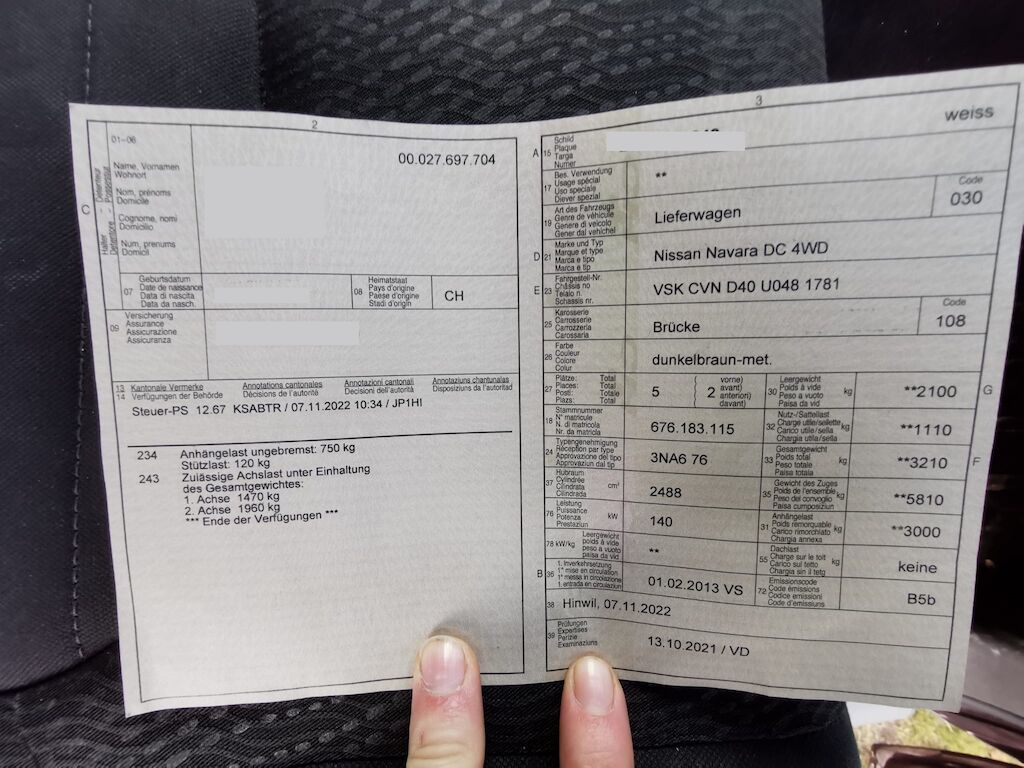 2
01–06
Name, Vornamen
Wohnort
Nom, prénoms
Domicile
Cognome, nomi
Domicilio
Num, prenums
Domicil
C
00.027.697.704
07
Geburtsdatum
Date de naissance
Data di nascita
Data da nasch.
08
Heimatstaat
Pays d'origine
Paese d'origine
Stadi d'origin
CH
09
Versicherung
Assurance
Assicurazione
Assicuranza
13
14
Kantonale Vermerke
Verfügungen der Behörde
Annotations cantonales
Décisions de l'autorité
Annotazioni cantonali
Decisioni dell'autorità
Annotaziuns chantunalas
Disposiziuns da l'autoritad
Steuer-PS 12.67 KSABTR / 07.11.2022 10:34 / JP1HI
234 Anhängelast ungebremst: 750 kg
Stützlast: 120 kg
243 Zulässige Achslast unter Einhaltung
des Gesamtgewichtes:
1. Achse 1470 kg
2. Achse 1960 kg
*** Ende der Verfügungen ***
3
weiss
A 15
Schild
Plaque
Targa
Numer
17
Bes. Verwendung
Usage spécial
Uso speciale
Diever spezial
**
19
Art des Fahrzeugs
Genre de véhicule
Genere di veicolo
Gener dal vehichel
Lieferwagen
Code
030
D 21
Marke und Typ
Marque et type
Marca e tipo
Marca e tip
Nissan Navara DC 4WD
E 23
Fahrgestell-Nr.
Châssis no
Telaio n.
Schassis nr.
VSK CVN D40 U048 1781
25
Karosserie
Carrosserie
Carrozzeria
Carrossaria
Brücke
Code
108
26
Farbe
Couleur
Colore
Colur
dunkelbraun-met.
27
Plätze: Total
Places: Total
Posti: Totale
Plazs: Total
5
2
vorne)
avant)
anteriori)
davant)
30
Leergewicht
Poids à vide
Peso a vuoto
Paisa da vid
kg
**2100
G
18
Stammnummer
N° matricule
N. di matricola
Nr. da matricla
676.183.115
32
Nutz-/Sattellast
Charge utile/sellette
Carico utile/sella
Chargia utila/sella
kg
**1110
24
Typengenehmigung
Réception par type
Approvazione del tipo
Approvaziun dal tip
3NA6 76
33
Gesamtgewicht
Poids total
Peso totale
Paisa totala
kg
**3210
F
37
Hubraum
Cylindrée
Cilindrata
Cilindrada
cm³
2488
35
Gewicht des Zuges
Poids de l'ensemble
Peso del convoglio
Paisa cumposiziun
kg
**5810
76
Leistung
Puissance
Potenza
Prestaziun
kW
140
31
Anhängelast
Poids remorquable
Carico rimorchiato
Chargia annexa
kg
**3000
78 kW/kg
Leergewicht
poids à vide
peso a vuoto
paisa da vid
**
55
Dachlast
Charge sur le toit
Carico sul tetto
Chargia sin il tetg
kg
keine
B 36
1. Inverkehrsetzung
1re mise en circulation
1a messa in circolazione
1. entrada en circulaziun
01.02.2013 VS
72
Emissionscode
Code émissions
Codice emissioni
Code d'emissiuns
B5b
38 Hinwil, 07.11.2022
39
Prüfungen
Expertises
Perizie
Examinaziuns
13.10.2021 / VD